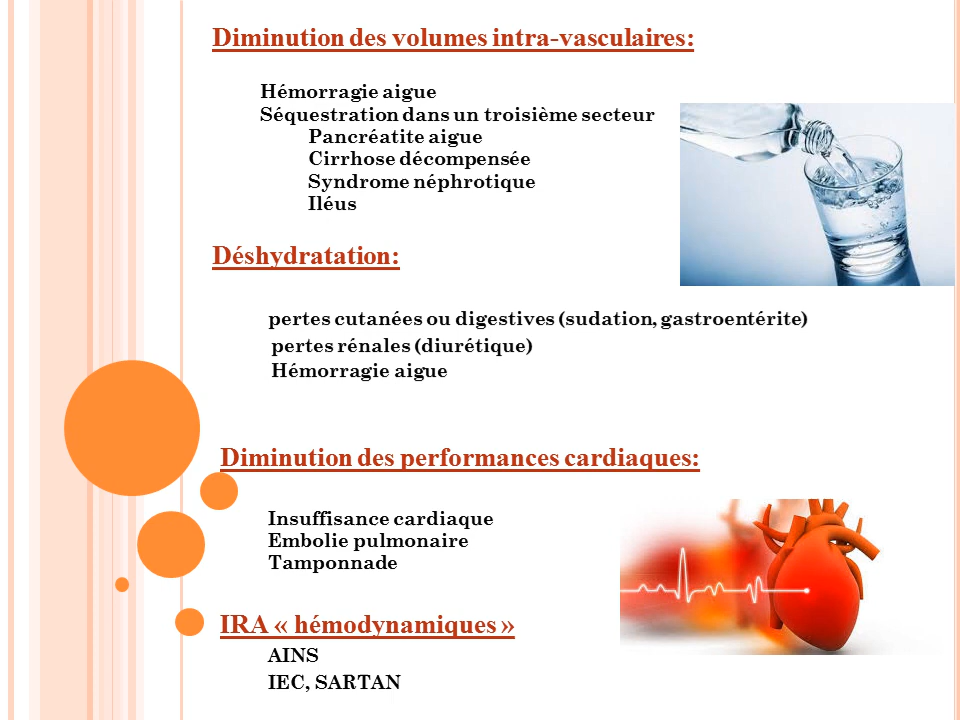 Diminution des volumes intra-vasculaires:
Hémorragie aigue
Séquestration dans un troisième secteur
Pancréatite aigue
Cirrhose décompensée
Syndrome néphrotique
Iléus
Déshydratation:
pertes cutanées ou digestives (sudation, gastroentérite)
pertes rénales (diurétique)
Hémorragie aigue
Diminution des performances cardiaques:
Insuffisance cardiaque
Embolie pulmonaire
Tamponnade
IRA « hémodynamiques »
AINS
IEC, SARTAN